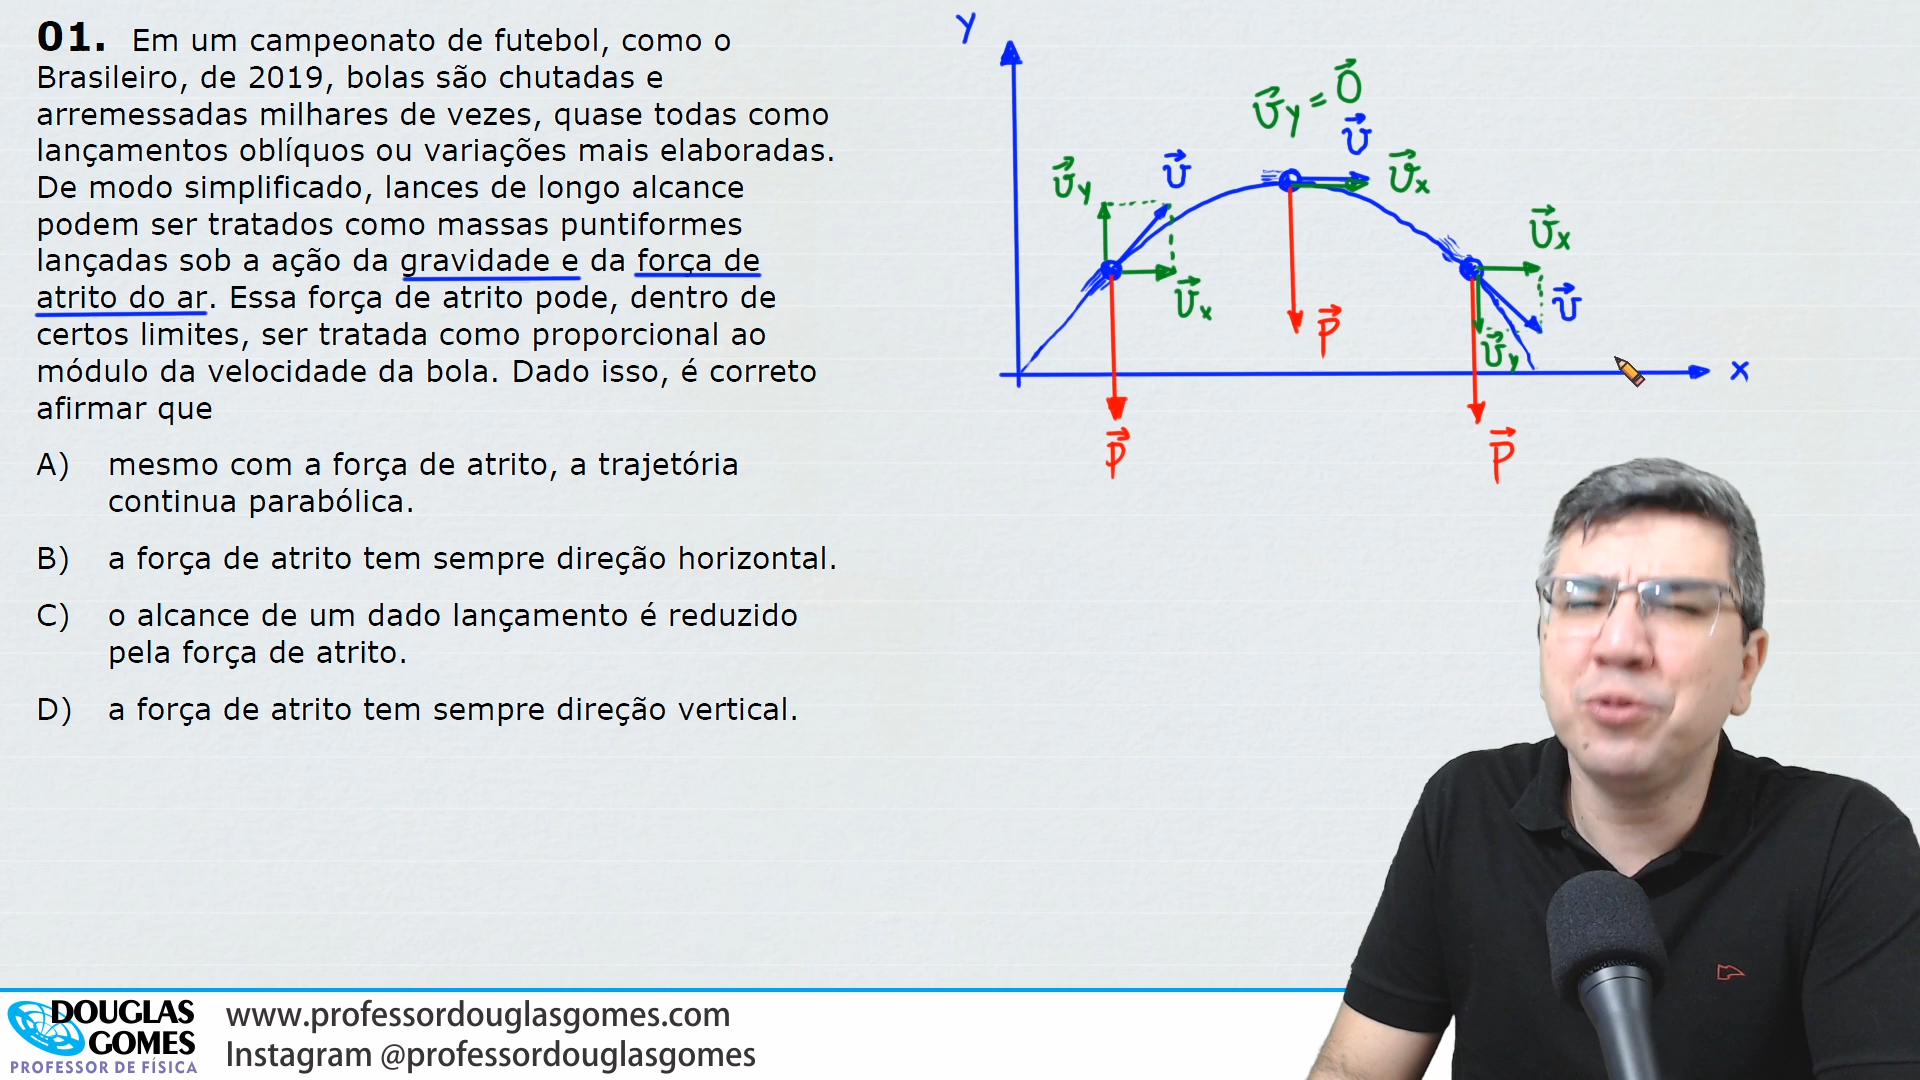 01. Em um campeonato de futebol, como o
Brasileiro, de 2019, bolas são chutadas e
arremessadas milhares de vezes, quase todas como
lançamentos oblíquos ou variações mais elaboradas.
De modo simplificado, lances de longo alcance
podem ser tratados como massas puntiformes
lançadas sob a ação da gravidade e da força de
atrito do ar. Essa força de atrito pode, dentro de
certos limites, ser tratada como proporcional ao
módulo da velocidade da bola. Dado isso, é correto
afirmar que
A) mesmo com a força de atrito, a trajetória
continua parabólica.
B) a força de atrito tem sempre direção horizontal.
C) o alcance de um dado lançamento é reduzido
pela força de atrito.
D) a força de atrito tem sempre direção vertical.
y
v⃗y = 0⃗
v⃗
v⃗x
v⃗y
v⃗
v⃗x
P⃗
P⃗
v⃗x
v⃗
v⃗y
P⃗
x
DOUGLAS
GOMES
PROFESSOR DE FÍSICA
www.professordouglasgomes.com
Instagram @professordouglasgomes